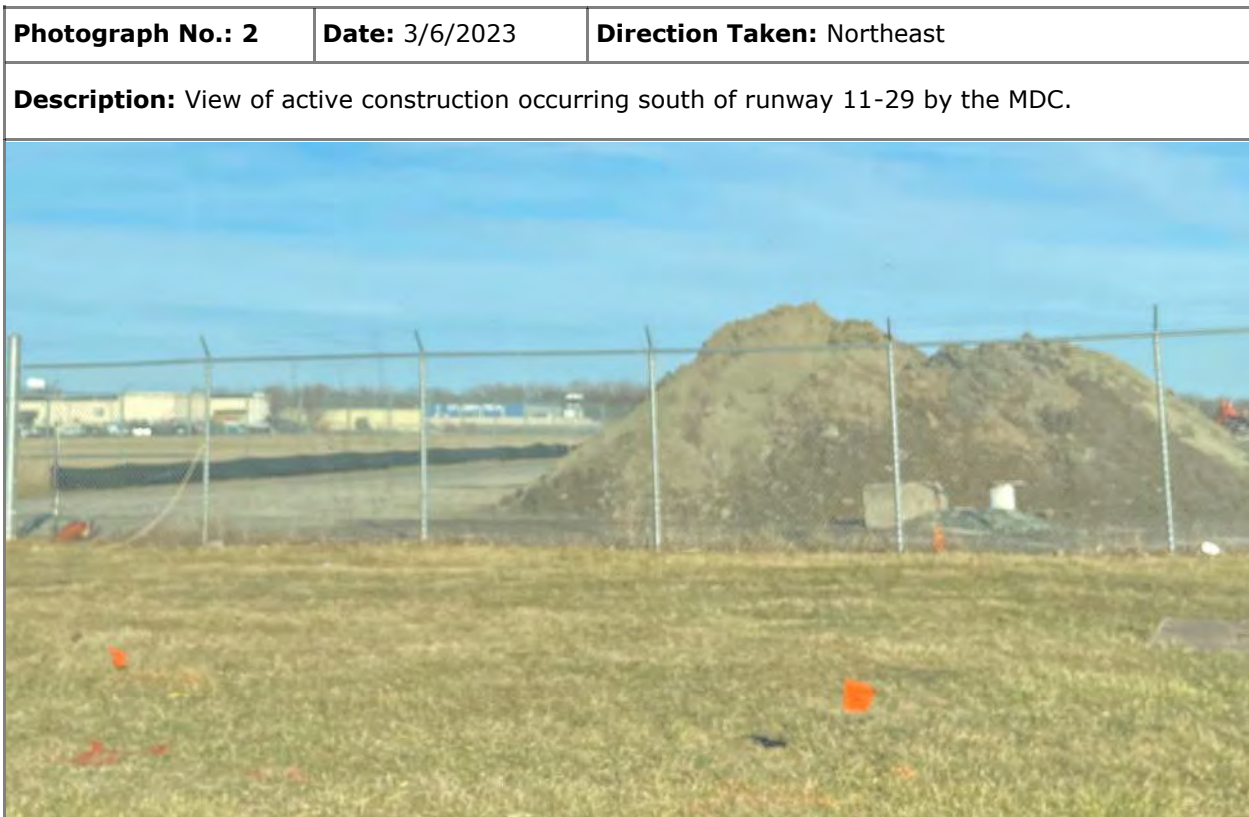 Photograph No.: 2 Date: 3/6/2023 Direction Taken: Northeast
Description: View of active construction occurring south of runway 11-29 by the MDC.